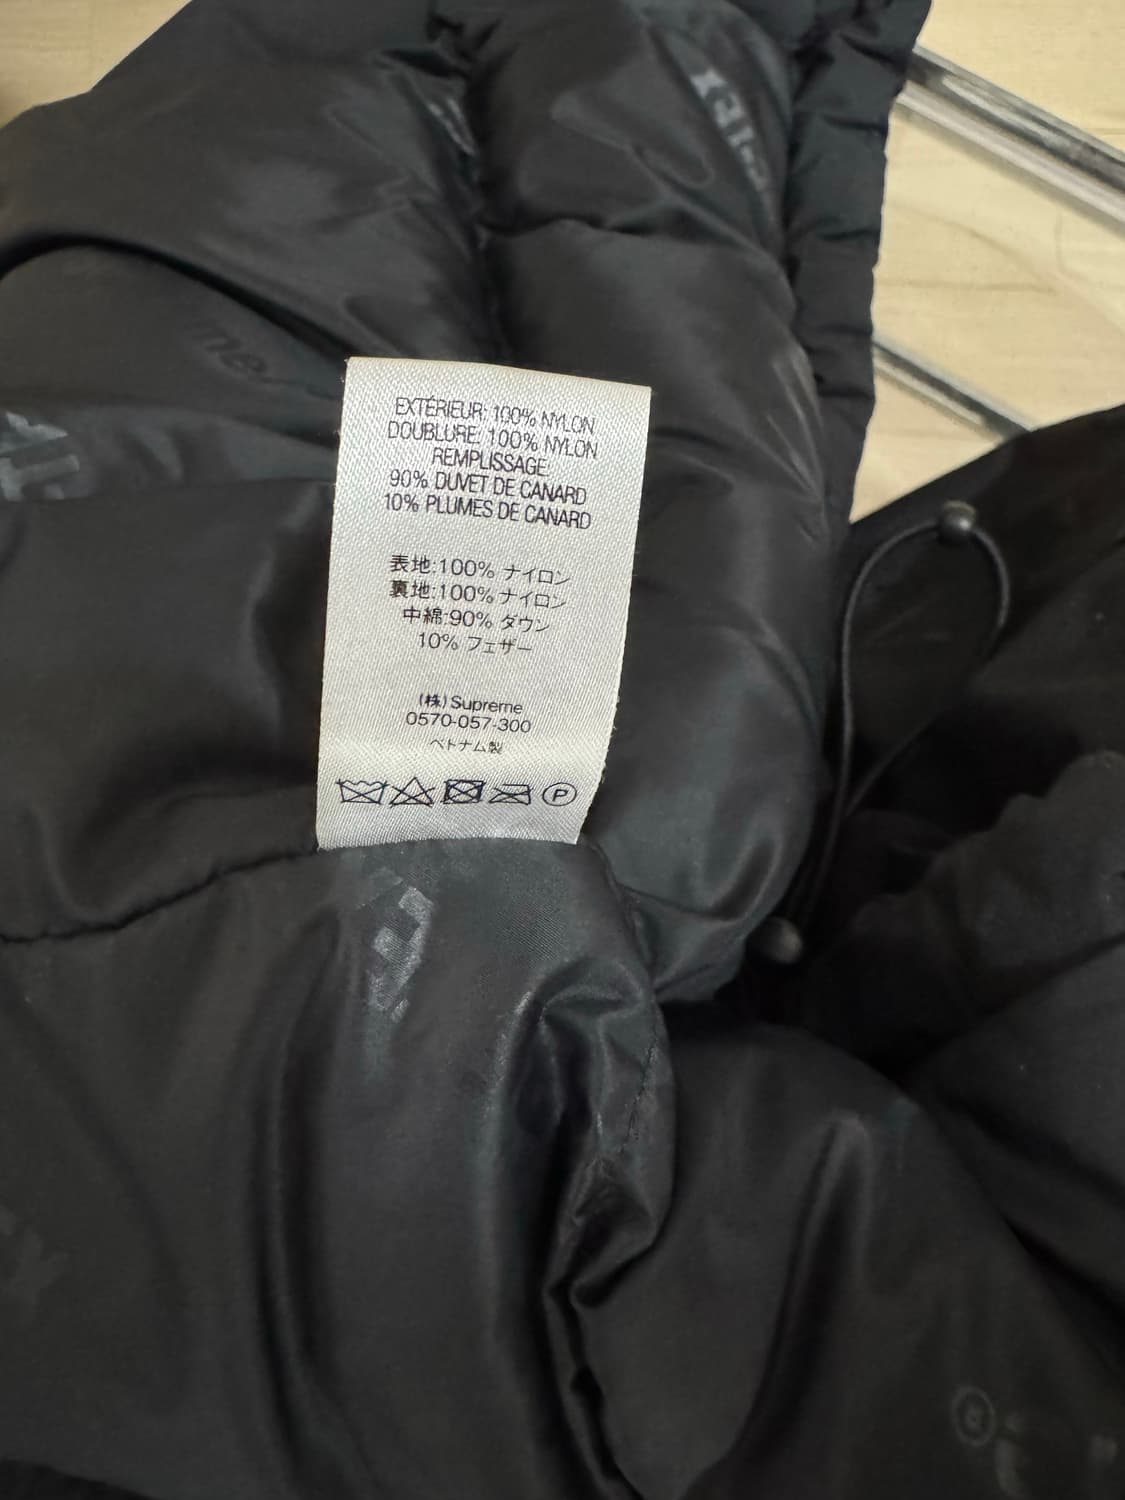 EXTÉRIEUR: 100% NYLON
DOUBLURE: 100% NYLON
REMPLISSAGE:
90% DUVET DE CANARD
10% PLUMES DE CANARD
表地:100% ナイロン
裏地:100% ナイロン
中綿:90% ダウン
10% フェザー
(株)Supreme
0570-057-300
ベトナム製
P